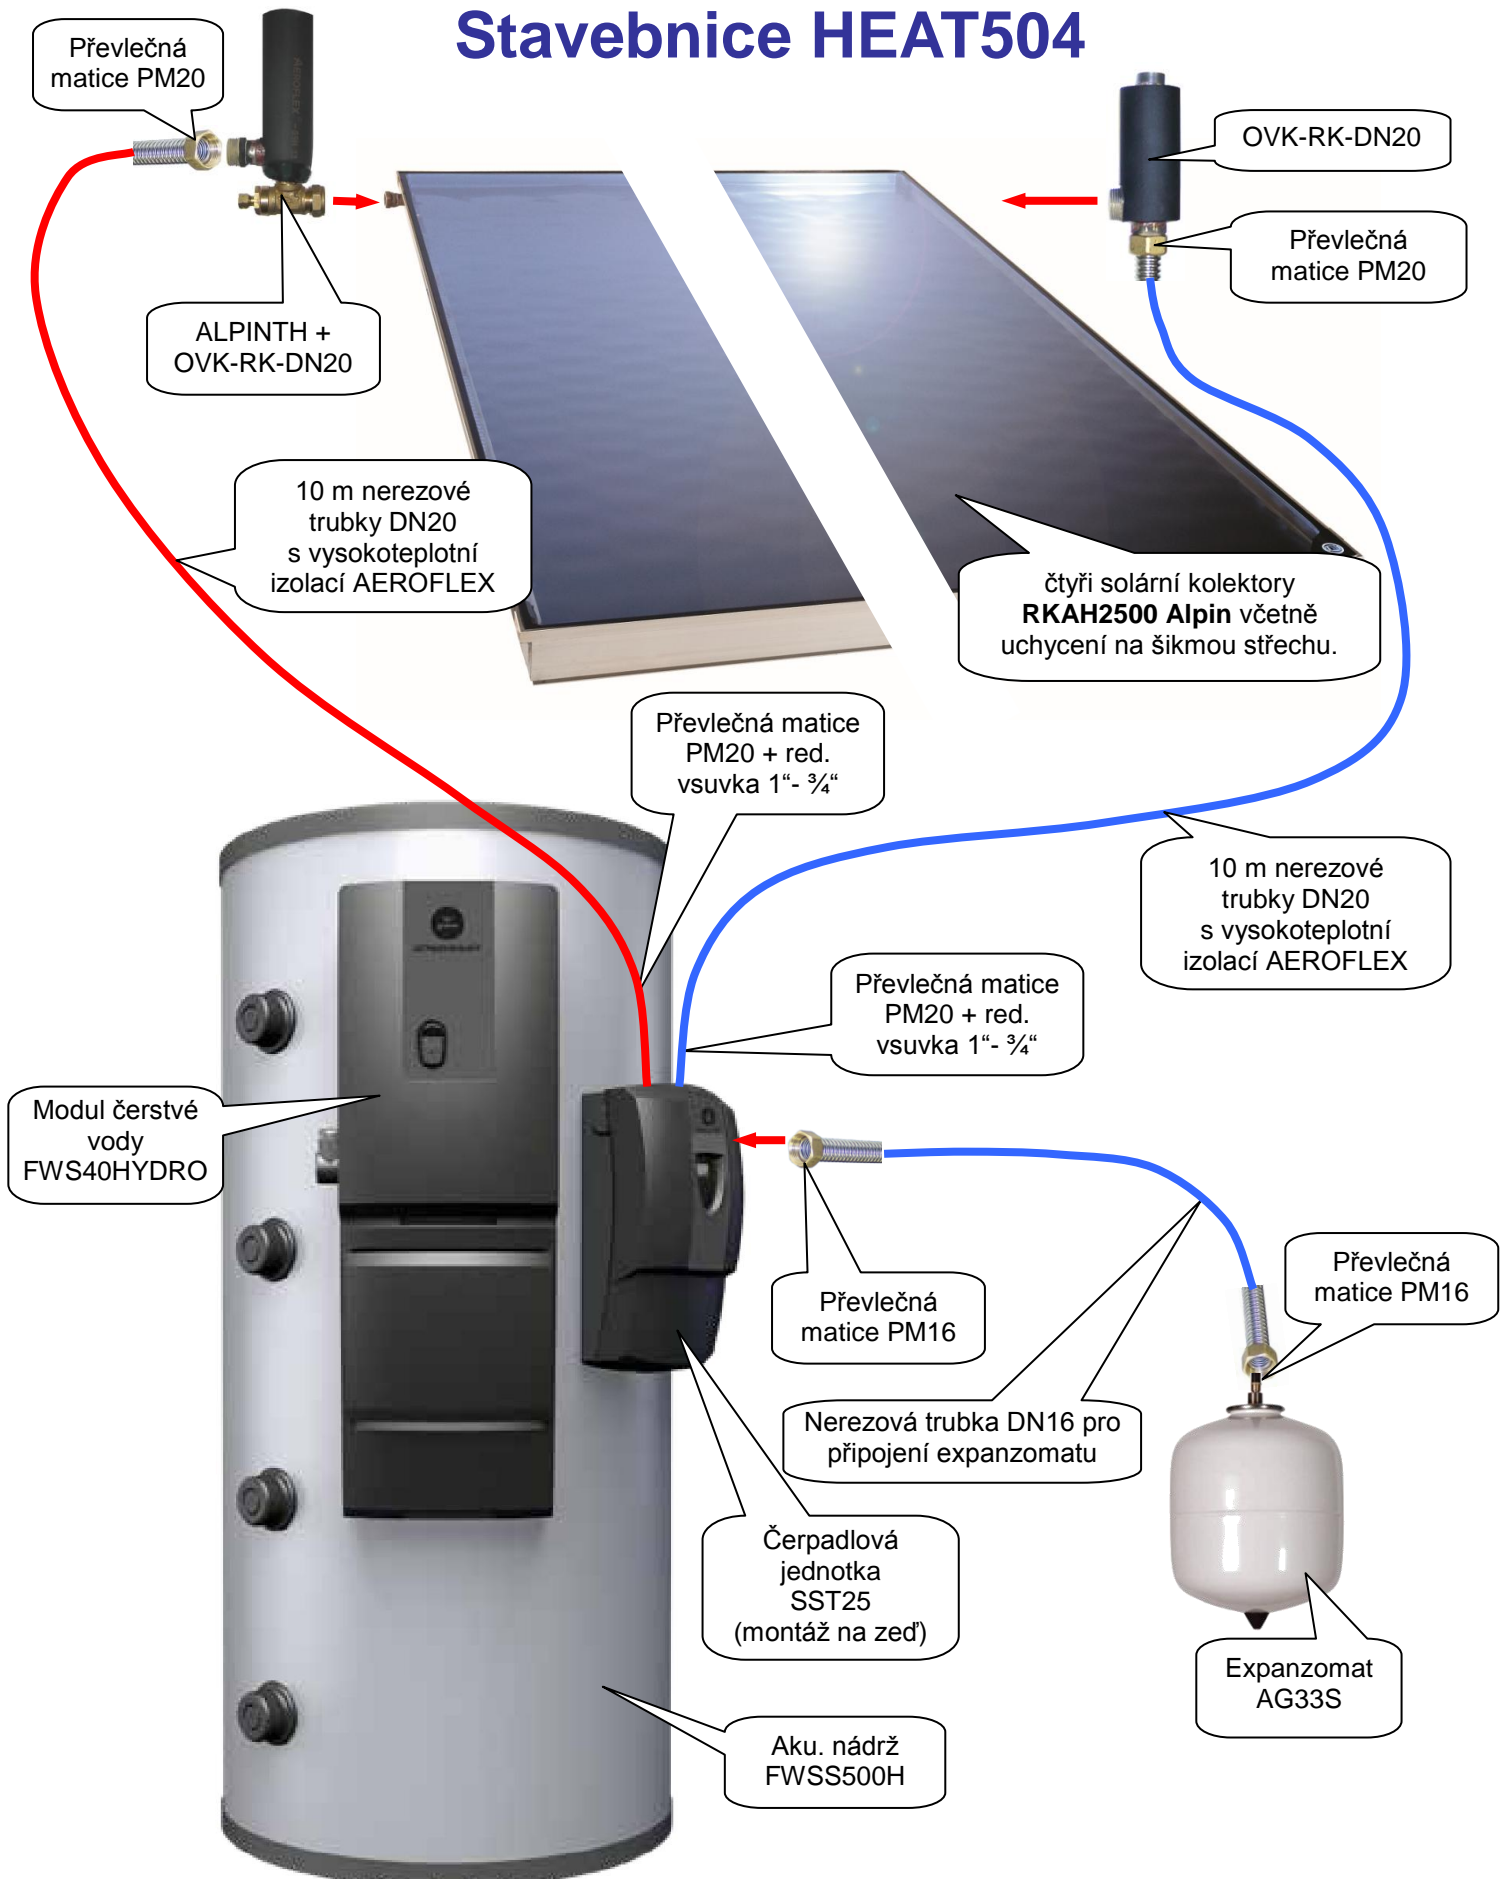 Stavebnice HEAT504
Převlečná
matice PM20
OVK-RK-DN20
Převlečná
matice PM20
ALPINTH +
OVK-RK-DN20
10 m nerezové
trubky DN20
s vysokoteplotní
izolací AEROFLEX
čtyři solární kolektory
RKAH2500 Alpin včetně
uchycení na šikmou střechu.
Převlečná matice
PM20 + red.
vsuvka 1“- ¾“
10 m nerezové
trubky DN20
s vysokoteplotní
izolací AEROFLEX
Převlečná matice
PM20 + red.
vsuvka 1“- ¾“
Modul čerstvé
vody
FWS40HYDRO
Převlečná
matice PM16
Převlečná
matice PM16
Nerezová trubka DN16 pro
připojení expanzomatu
Čerpadlová
jednotka
SST25
(montáž na zeď)
Expanzomat
AG33S
Aku. nádrž
FWSS500H